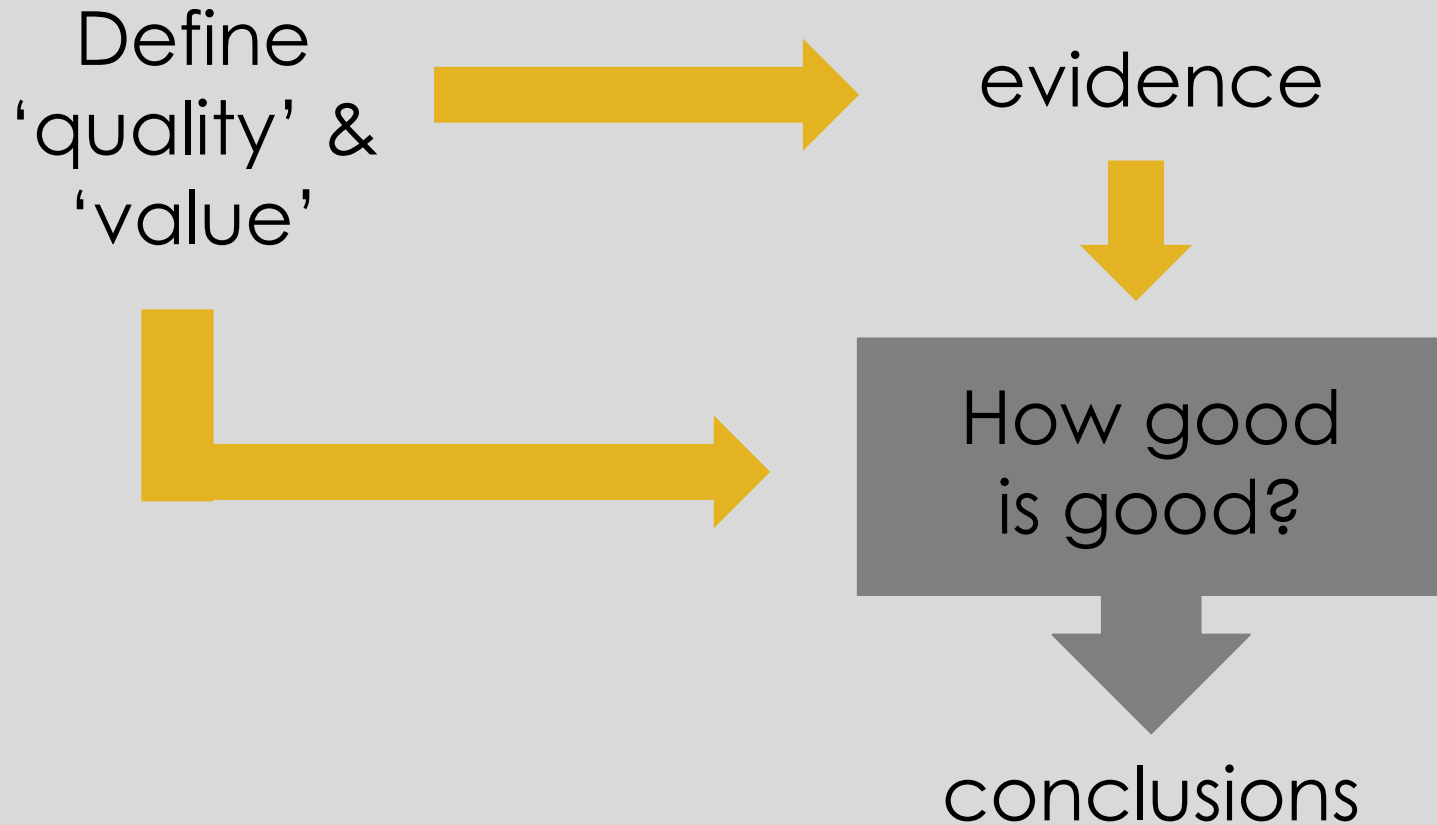 Define
‘quality’ &
‘value’
evidence
How good
is good?
conclusions